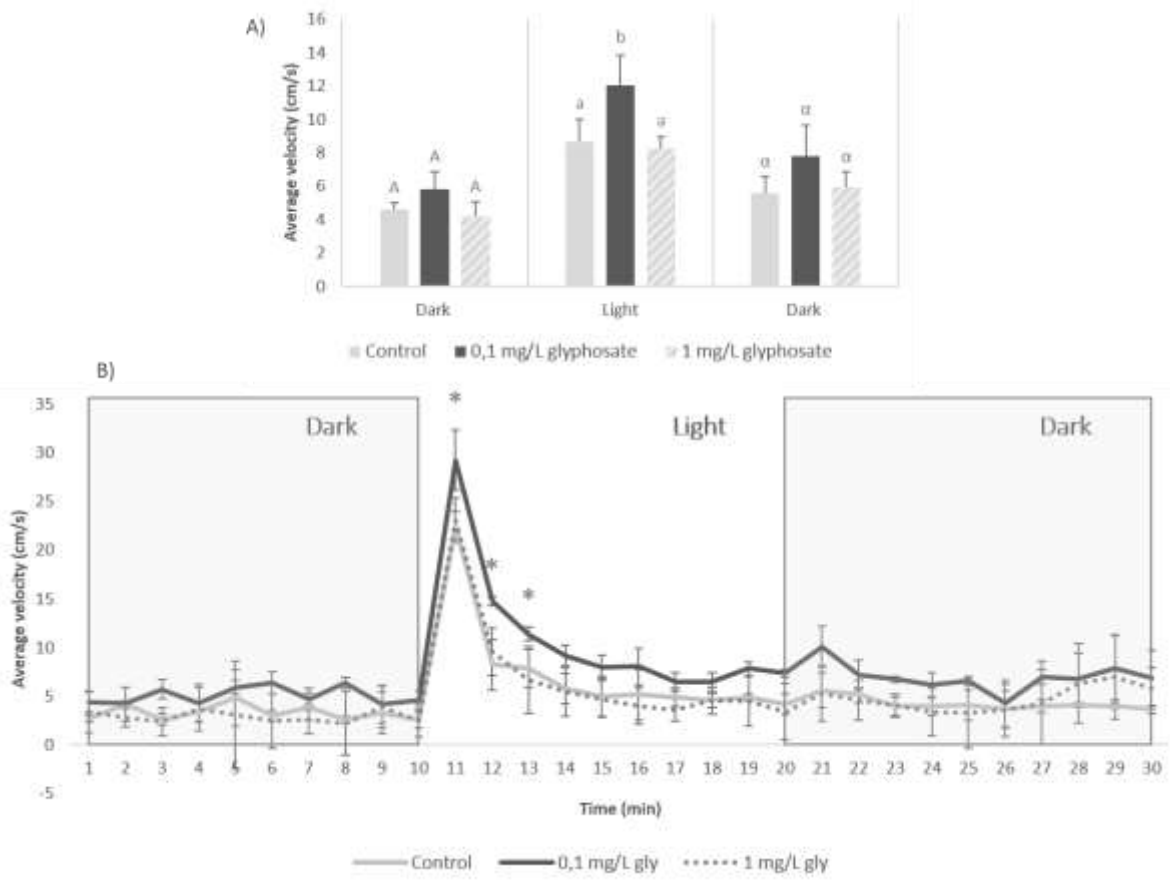 A)
Average velocity (cm/s)
16
14
12
10
8
6
4
2
0
A
A
A
a
b
a
α
α
α
Dark Light Dark
Control 0,1 mg/L glyphosate 1 mg/L glyphosate
B)
Average velocity (cm/s)
35
30
25
20
15
10
5
0
-5
Dark Light Dark
*
*
*
1 2 3 4 5 6 7 8 9 10 11 12 13 14 15 16 17 18 19 20 21 22 23 24 25 26 27 28 29 30
Time (min)
Control 0,1 mg/L gly 1 mg/L gly